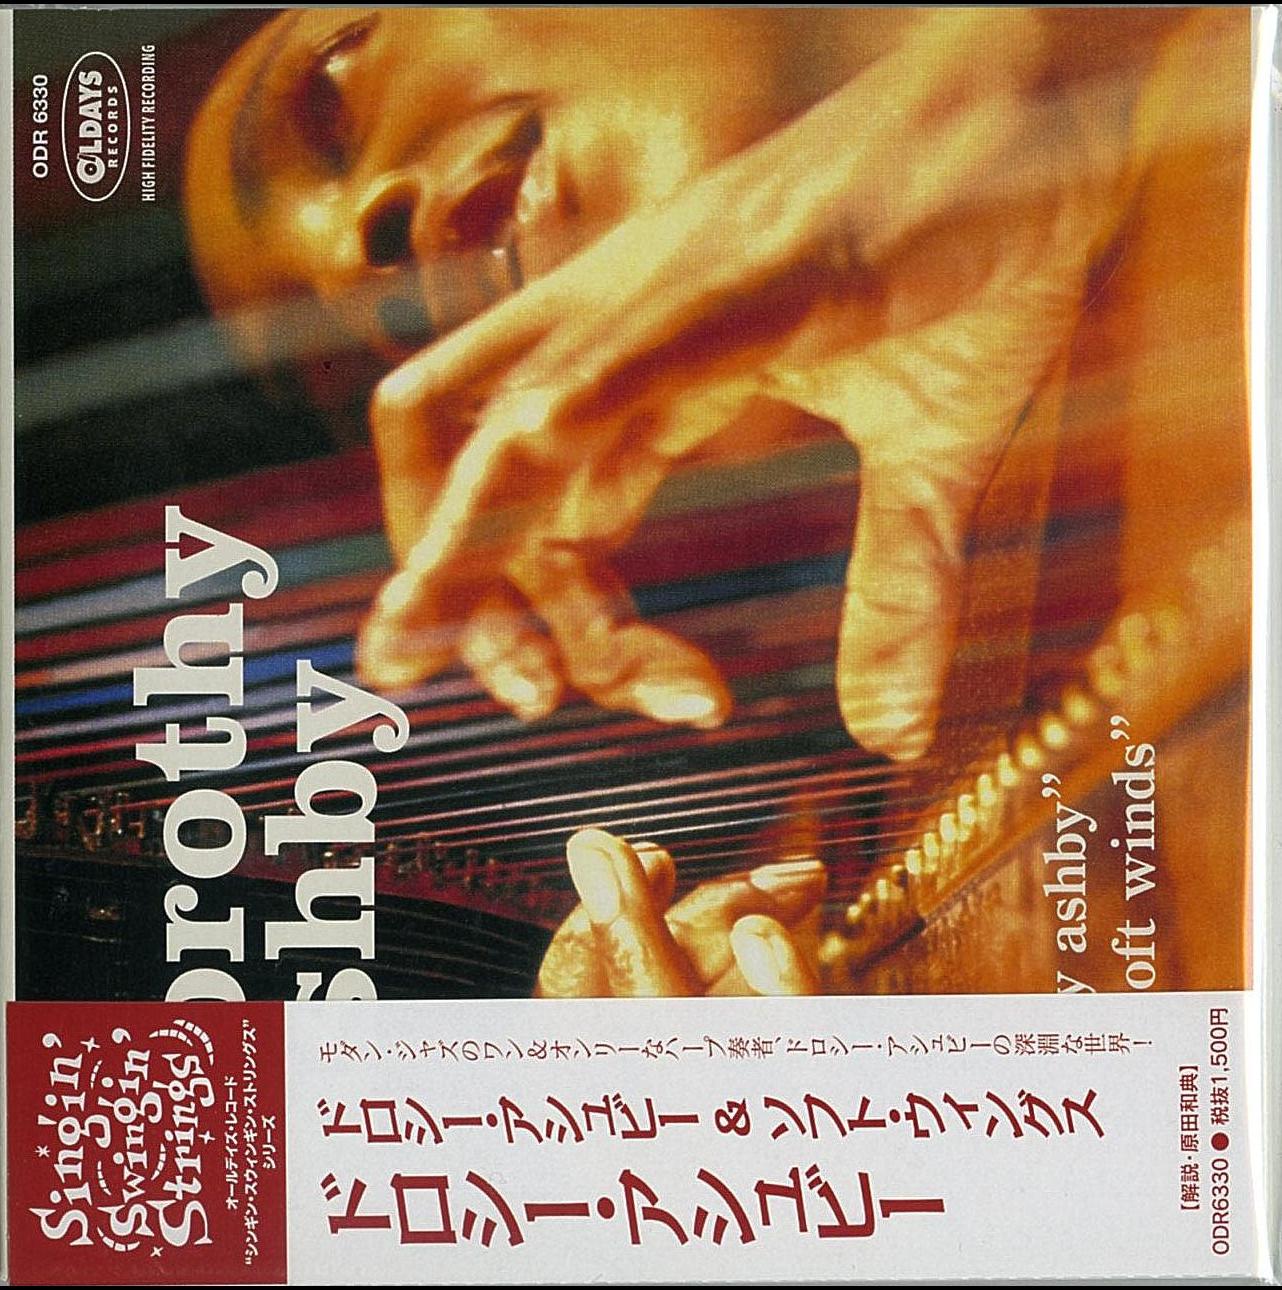 ODR 6330
OLDAYS
RECORDS
HIGH FIDELITY RECORDING
orothy
shby
y ashby”
oft winds”
Singin’
Swingin’
Strings
オールデイズ・レコード
“シンギン・スウィンギン・ストリングス”
シリーズ
モダン・ジャズのワン&オンリーなハープ奏者、ドロシー・アシュビーの深淵な世界!
ドロシー・アシュビー & ソフト・ウィングス
ドロシー・アシュビー
【解説・原田和典】
ODR6330 ● 税抜1,500円